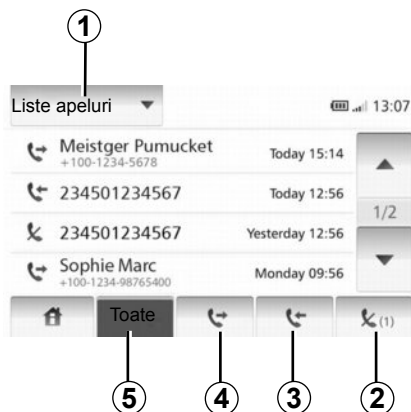 1
Liste apeluri 13:07
Meistger Pumucket Today 15:14
+100-1234-5678
234501234567 Today 12:56
1/2
234501234567 Yesterday 12:56
Sophie Marc Monday 09:56
+100-1234-98765400
Toate (1)
5 4 3 2